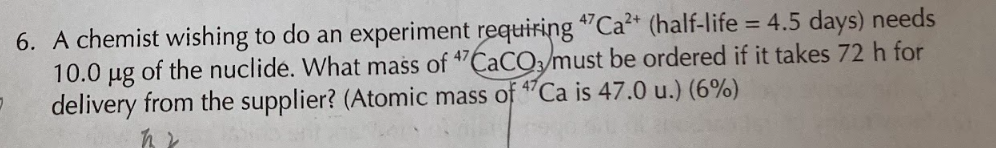 6. A chemist wishing to do an experiment requiring ⁴⁷Ca²⁺ (half-life = 4.5 days) needs
10.0 μg of the nuclide. What mass of ⁴⁷CaCO₃ must be ordered if it takes 72 h for
delivery from the supplier? (Atomic mass of ⁴⁷Ca is 47.0 u.) (6%)